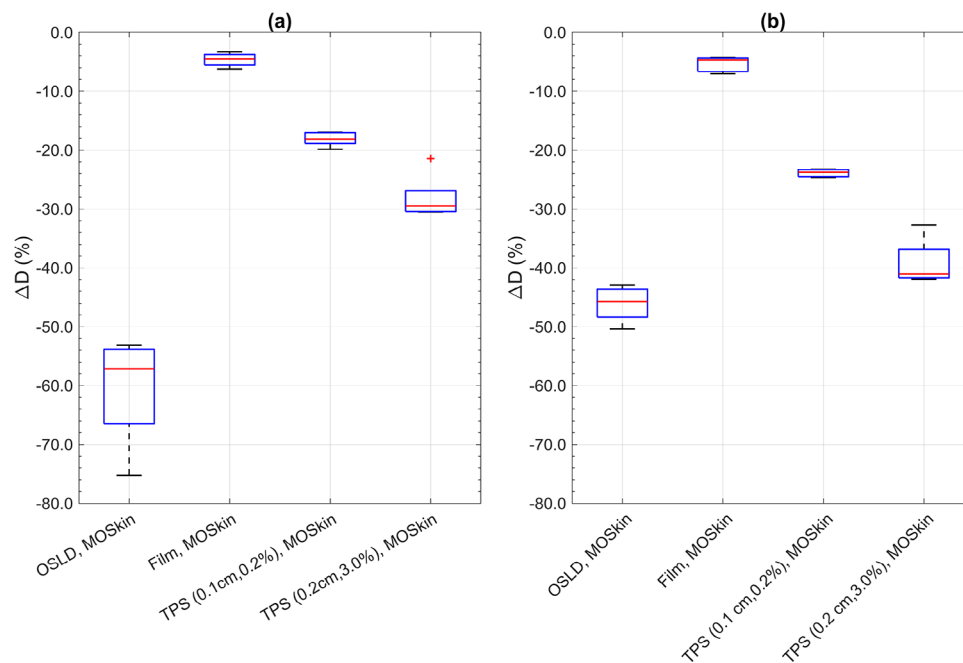 (a)
0.0
-10.0
-20.0
-30.0
-40.0
-50.0
-60.0
-70.0
-80.0
ΔD (%)
OSLD, MOSkin
Film, MOSkin
TPS (0.1cm,0.2%), MOSkin
TPS (0.2cm,3.0%), MOSkin
(b)
0.0
-10.0
-20.0
-30.0
-40.0
-50.0
-60.0
-70.0
-80.0
ΔD (%)
OSLD, MOSkin
Film, MOSkin
TPS (0.1 cm,0.2%), MOSkin
TPS (0.2 cm,3.0%), MOSkin